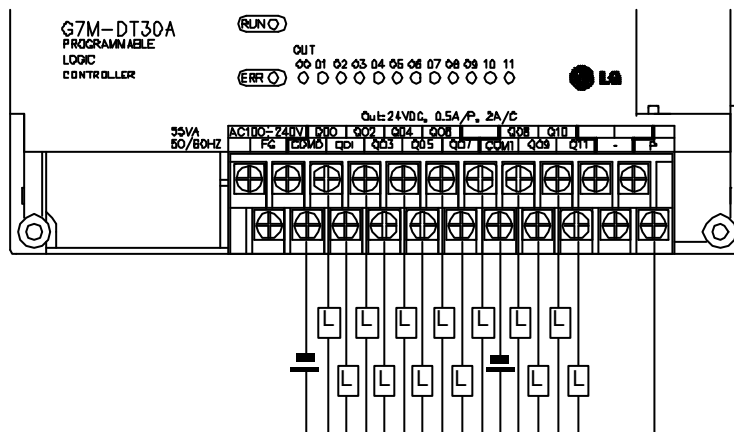 G7M-DT30A
PROGRAMMABLE
LOGIC
CONTROLLER
RUN
OUT
00 01 02 03 04 05 06 07 08 09 10 11
ERR
LG
Out: 24VDC, 0.5A/P, 2A/C
55VA
50/60HZ
AC100-240V Q00 Q02 Q04 Q06 Q08 Q10
FG COM0 Q01 Q03 Q05 Q07 COM1 Q09 Q11 - P
L L L L L L
L L L L L L